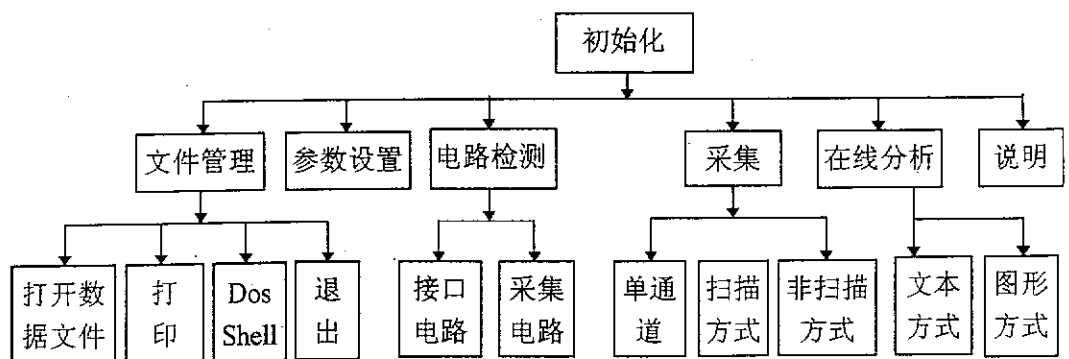 初始化
文件管理
参数设置
电路检测
采集
在线分析
说明
打开数
据文件
打
印
Dos
Shell
退
出
接口
电路
采集
电路
单通
道
扫描
方式
非扫描
方式
文本
方式
图形
方式